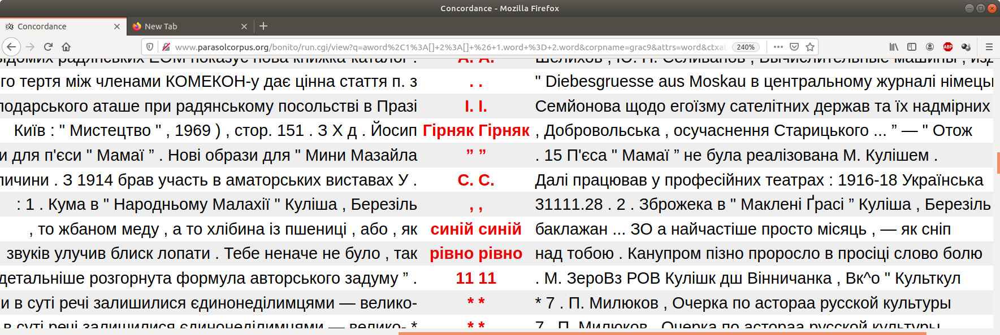 Concordance - Mozilla Firefox
Concordance New Tab
www.parasolcorpus.org/bonito/run.cgi/view?q=aword%2C1%3A[]+2%3A[]+%26+1.word+%3D+2.word&corpname=grac9&attrs=word&ctxa 240% ABP
радянських ЕОМ показує нова книжка-каталог . А. А. Шелихов , Ю. П. Селиванов , Вычислительные машины , изд
го тертя між членами КОМЕКОН-у дає цінна стаття п. з . . " Diebesgruesse aus Moskau в центральному журналі німець
подарського аташе при радянському посольстві в Празі І. І. Семйонова щодо егоїзму сателітних держав та їх надмірних
Київ : " Мистецтво " , 1969 ) , стор. 151 . З Х д . Йосип Гірняк Гірняк , Добровольська , осучаснення Старицького ... ” — " Отож
и для п'єси " Мамаї ” . Нові образи для " Мини Мазайла ” ” . 15 П'єса " Мамаї ” не була реалізована М. Кулішем .
личини . З 1914 брав участь в аматорських виставах У . С. С. Далі працював у професійних театрах : 1916-18 Українська
: 1 . Кума в " Народньому Малахії " Куліша , Березіль , , 31111.28 . 2 . Зброжека в " Маклені Ґрасі ” Куліша , Березіль
, то жбаном меду , а то хлібина із пшениці , або , як синій синій баклажан ... ЗО а найчастіше просто місяць , — як сніп
звуків улучив блиск лопати . Тебе неначе не було , так рівно рівно над тобою . Канупром пізно проросло в просіці слово болю
детальніше розгорнута формула авторського задуму ” . 11 11 . М. ЗероВз РОВ Кулішк дш Вінничанка , Вк^о " Культкул
и в суті речі залишилися єдинонеділимцями — велико- * * * 7 . П. Милюков , Очерка по астораа русской культуры
в суті речі залишилися єдинонеділимцями — велико- * * * 7 . П. Милюков , Очерка по астораа русской культуры